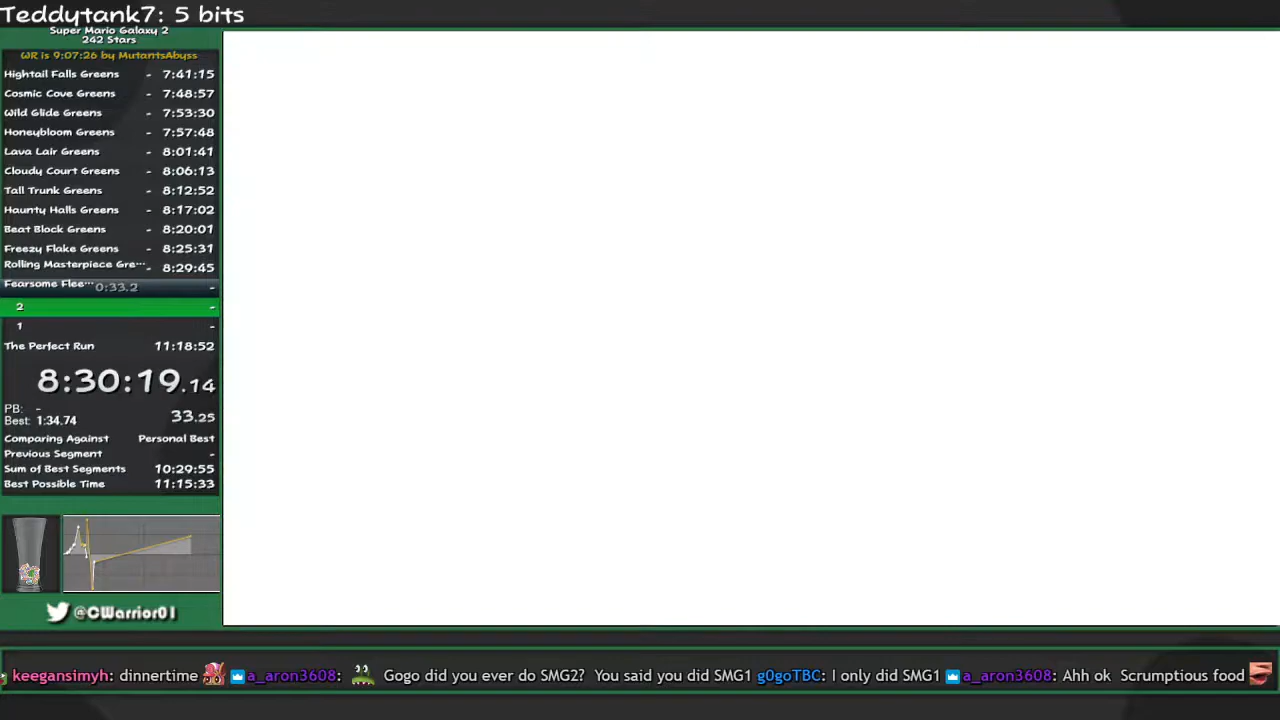 Teddytank7: 5 bits
Super Mario Galaxy 2
242 Stars
WR is 9:07:26 by MutantsAbyss
Hightail Falls Greens - 7:41:15
Cosmic Cove Greens - 7:48:57
Wild Glide Greens - 7:53:30
Honeybloom Greens - 7:57:48
Lava Lair Greens - 8:01:41
Cloudy Court Greens - 8:06:13
Tall Trunk Greens - 8:12:52
Haunty Halls Greens - 8:17:02
Beat Block Greens - 8:20:01
Freezy Flake Greens - 8:25:31
Rolling Masterpiece Gre… - 8:29:45
Fearsome Flee… 0:33.2 -
2 -
1 -
The Perfect Run 11:18:52
8:30:19.14
PB: -
Best: 1:34.74 33.25
Comparing Against Personal Best
Previous Segment -
Sum of Best Segments 10:29:55
Best Possible Time 11:15:33
@CWarrior01
keegansimyh: dinnertime a_aron3608: Gogo did you ever do SMG2? You said you did SMG1 g0goTBC: I only did SMG1 a_aron3608: Ahh ok Scrumptious food